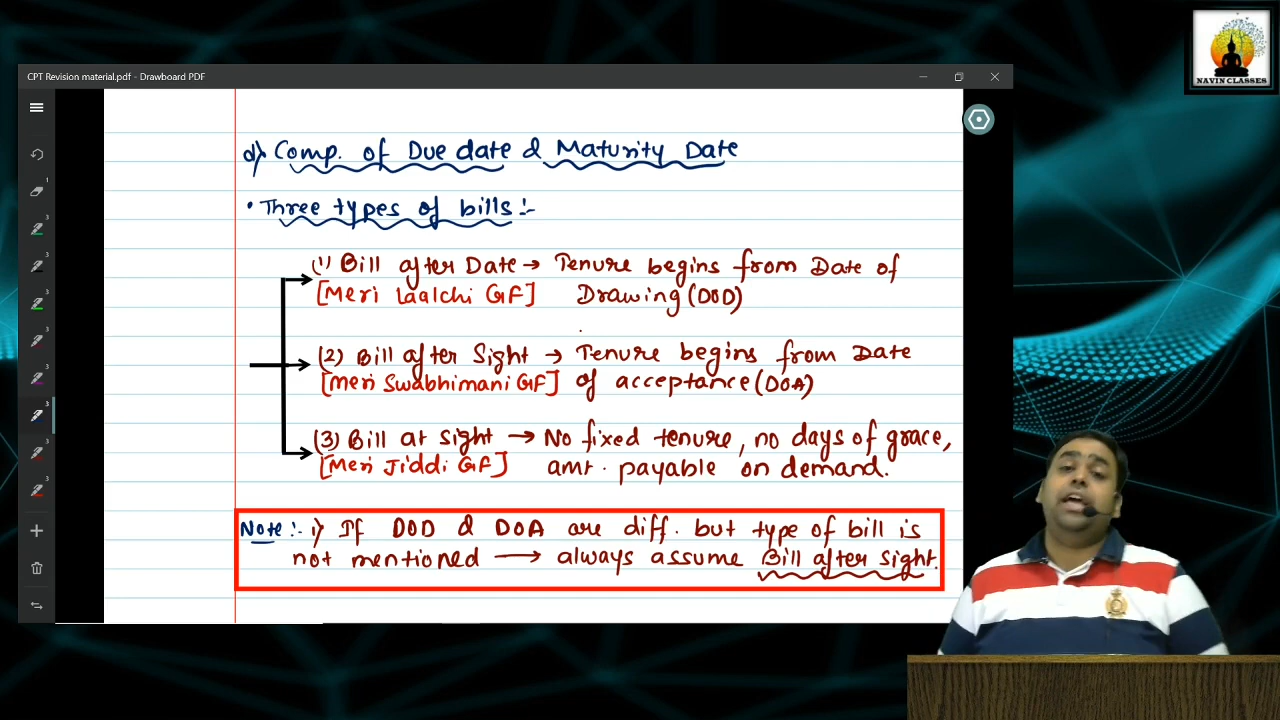 CPT Revision material.pdf - Drawboard PDF
NAVIN CLASSES
d) Comp. of Due date & Maturity Date
• Three types of bills :-
(1) Bill after Date → Tenure begins from Date of
[Meri Laalchi GF] Drawing (DOD)
(2) Bill after Sight → Tenure begins from Date
[Meri Swabhimani GF] of acceptance (DOA)
(3) Bill at sight → No fixed tenure, no days of grace,
[Meri Jiddi GF] amt. payable on demand.
Note :- i) If DOD & DOA are diff. but type of bill is
not mentioned → always assume Bill after sight.